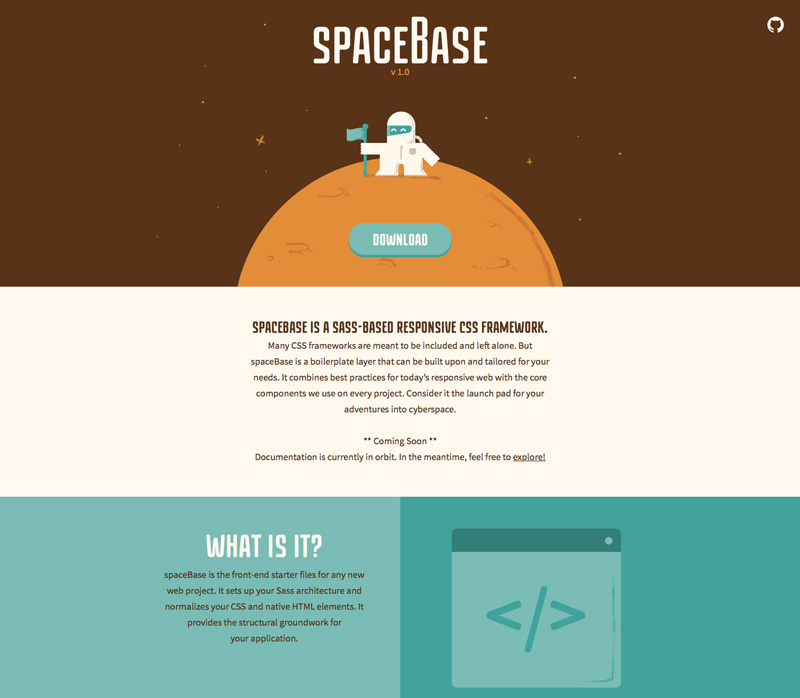 SPACEBASE
v 1.0
DOWNLOAD
SPACEBASE IS A SASS-BASED RESPONSIVE CSS FRAMEWORK.
Many CSS frameworks are meant to be included and left alone. But
spaceBase is a boilerplate layer that can be built upon and tailored for your
needs. It combines best practices for today's responsive web with the core
components we use on every project. Consider it the launch pad for your
adventures into cyberspace.
** Coming Soon **
Documentation is currently in orbit. In the meantime, feel free to explore!
WHAT IS IT?
spaceBase is the front-end starter files for any new
web project. It sets up your Sass architecture and
normalizes your CSS and native HTML elements. It
provides the structural groundwork for
your application.
</>